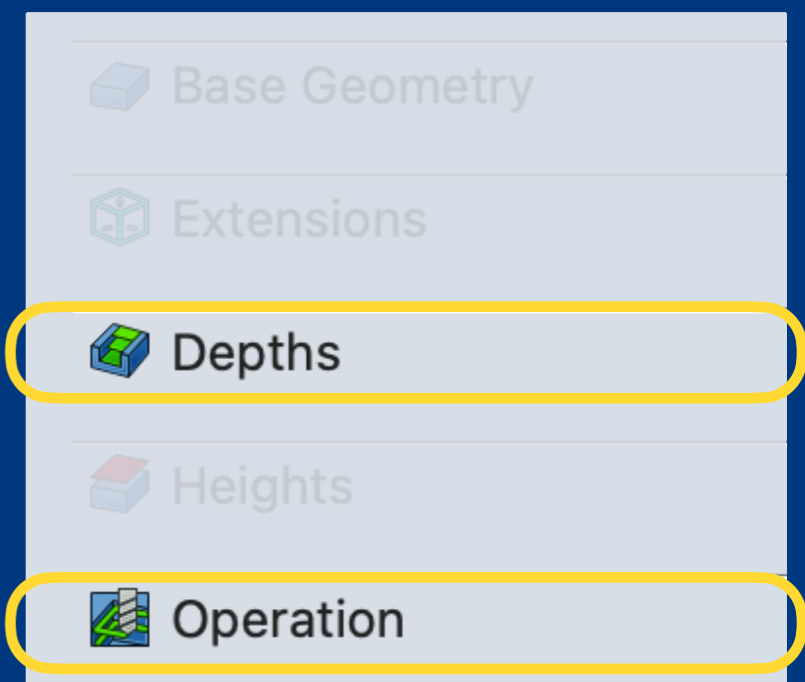 Base Geometry
Extensions
Depths
Heights
Operation